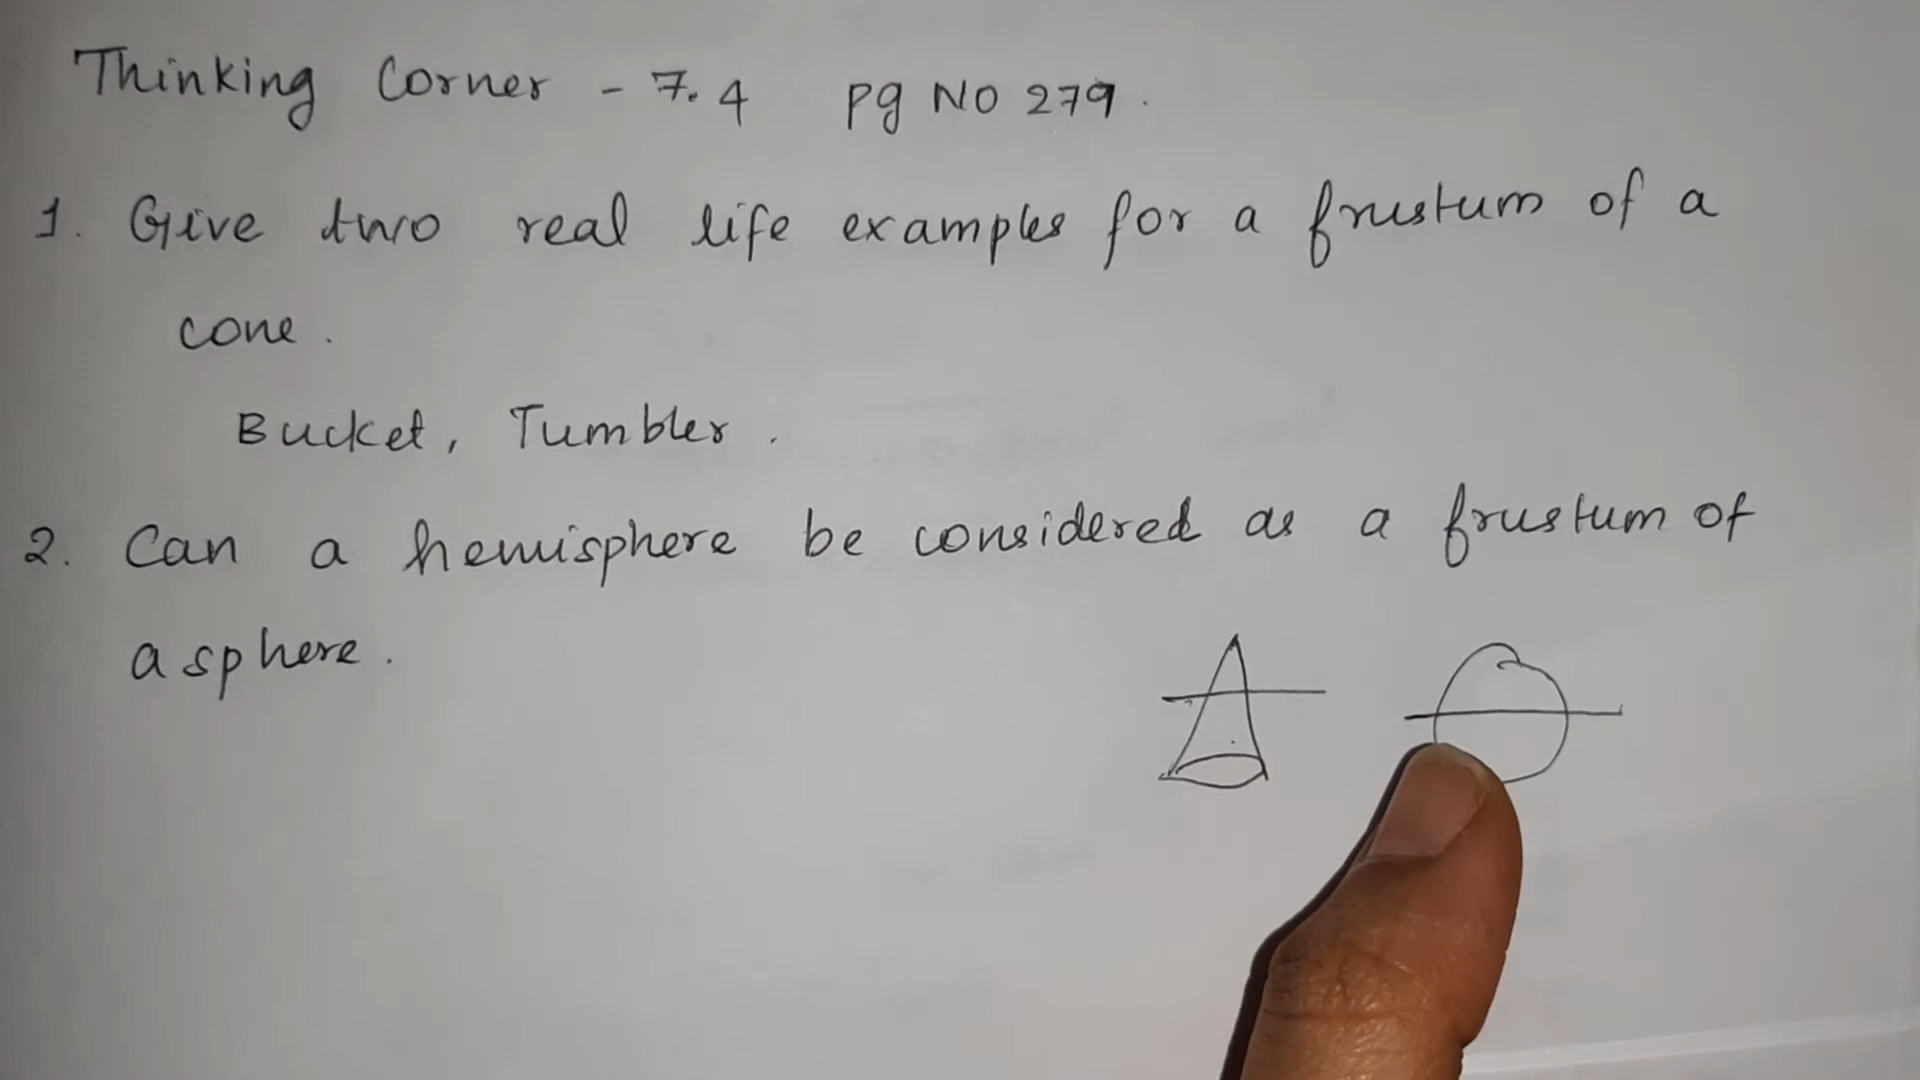 Thinking Corner - 7.4 pg NO 279.
1. Give two real life examples for a frustum of a
cone.
Bucket, Tumbler.
2. Can a hemisphere be considered as a frustum of
a sphere.